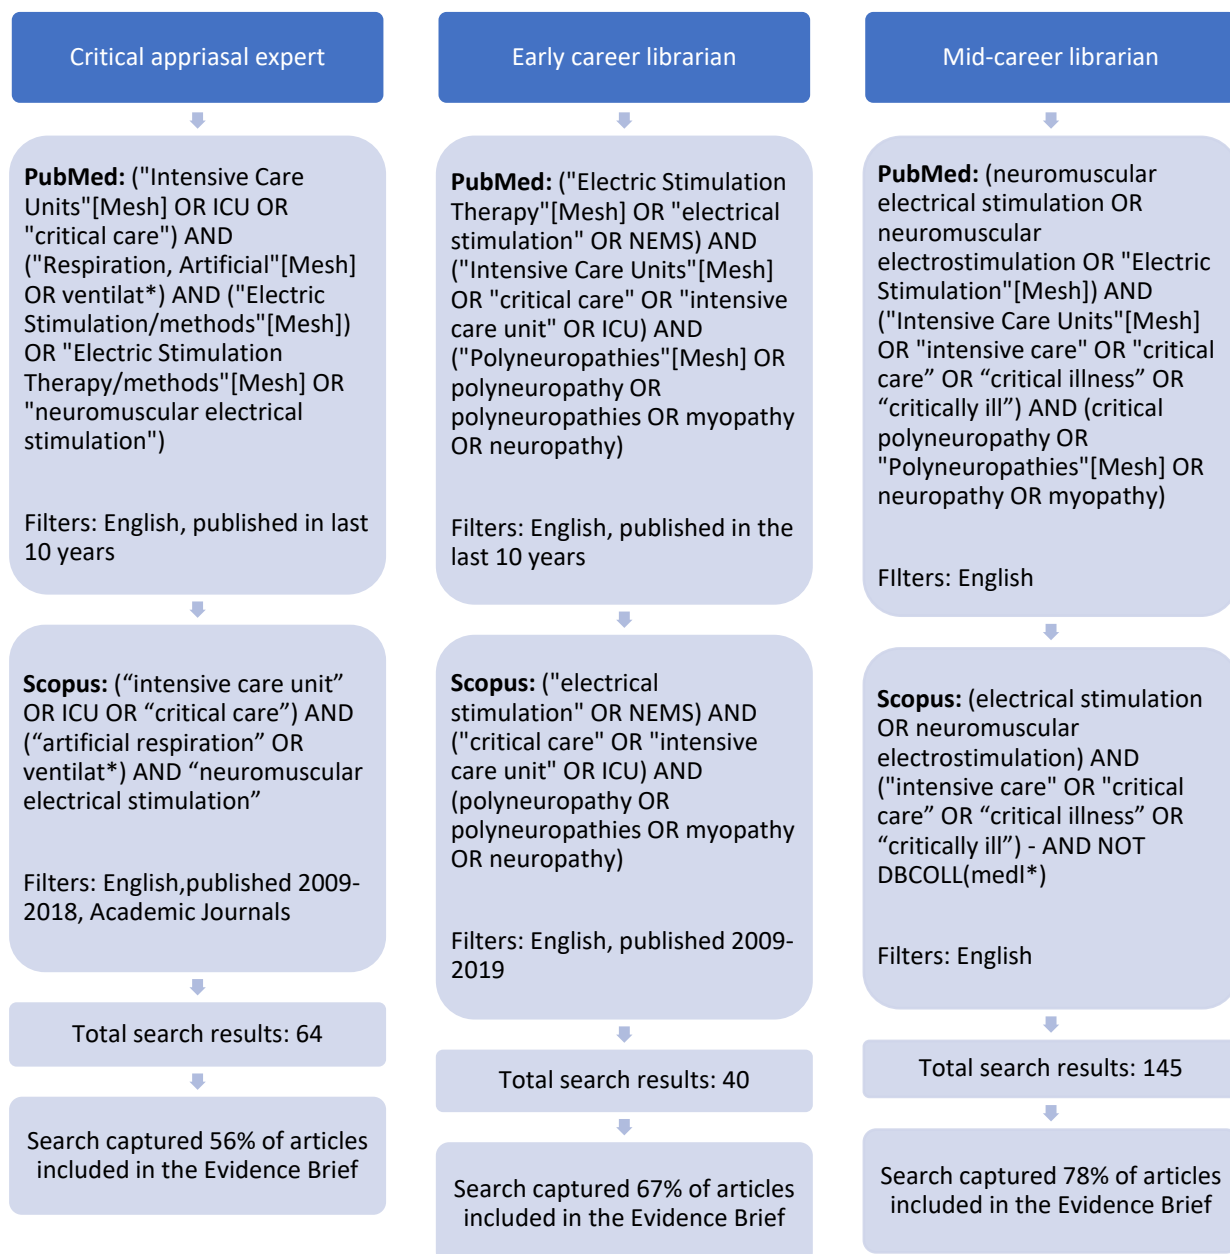 Critical appriasal expert
PubMed: ("Intensive Care
Units"[Mesh] OR ICU OR
"critical care") AND
("Respiration, Artificial"[Mesh]
OR ventilat*) AND ("Electric
Stimulation/methods"[Mesh])
OR "Electric Stimulation
Therapy/methods"[Mesh] OR
"neuromuscular electrical
stimulation")
Filters: English, published in last
10 years
Scopus: (“intensive care unit”
OR ICU OR “critical care”) AND
(“artificial respiration” OR
ventilat*) AND “neuromuscular
electrical stimulation”
Filters: English,published 2009-
2018, Academic Journals
Total search results: 64
Search captured 56% of articles
included in the Evidence Brief
Early career librarian
PubMed: ("Electric Stimulation
Therapy"[Mesh] OR "electrical
stimulation" OR NEMS) AND
("Intensive Care Units"[Mesh]
OR "critical care" OR "intensive
care unit" OR ICU) AND
("Polyneuropathies"[Mesh] OR
polyneuropathy OR
polyneuropathies OR myopathy
OR neuropathy)
Filters: English, published in the
last 10 years
Scopus: ("electrical
stimulation" OR NEMS) AND
("critical care" OR "intensive
care unit" OR ICU) AND
(polyneuropathy OR
polyneuropathies OR myopathy
OR neuropathy)
Filters: English, published 2009-
2019
Total search results: 40
Search captured 67% of articles
included in the Evidence Brief
Mid-career librarian
PubMed: (neuromuscular
electrical stimulation OR
neuromuscular
electrostimulation OR "Electric
Stimulation"[Mesh]) AND
("Intensive Care Units"[Mesh]
OR "intensive care" OR "critical
care” OR “critical illness” OR
“critically ill”) AND (critical
polyneuropathy OR
"Polyneuropathies"[Mesh] OR
neuropathy OR myopathy)
FIlters: English
Scopus: (electrical stimulation
OR neuromuscular
electrostimulation) AND
("intensive care" OR "critical
care” OR “critical illness” OR
“critically ill”) - AND NOT
DBCOLL(medl*)
Filters: English
Total search results: 145
Search captured 78% of articles
included in the Evidence Brief